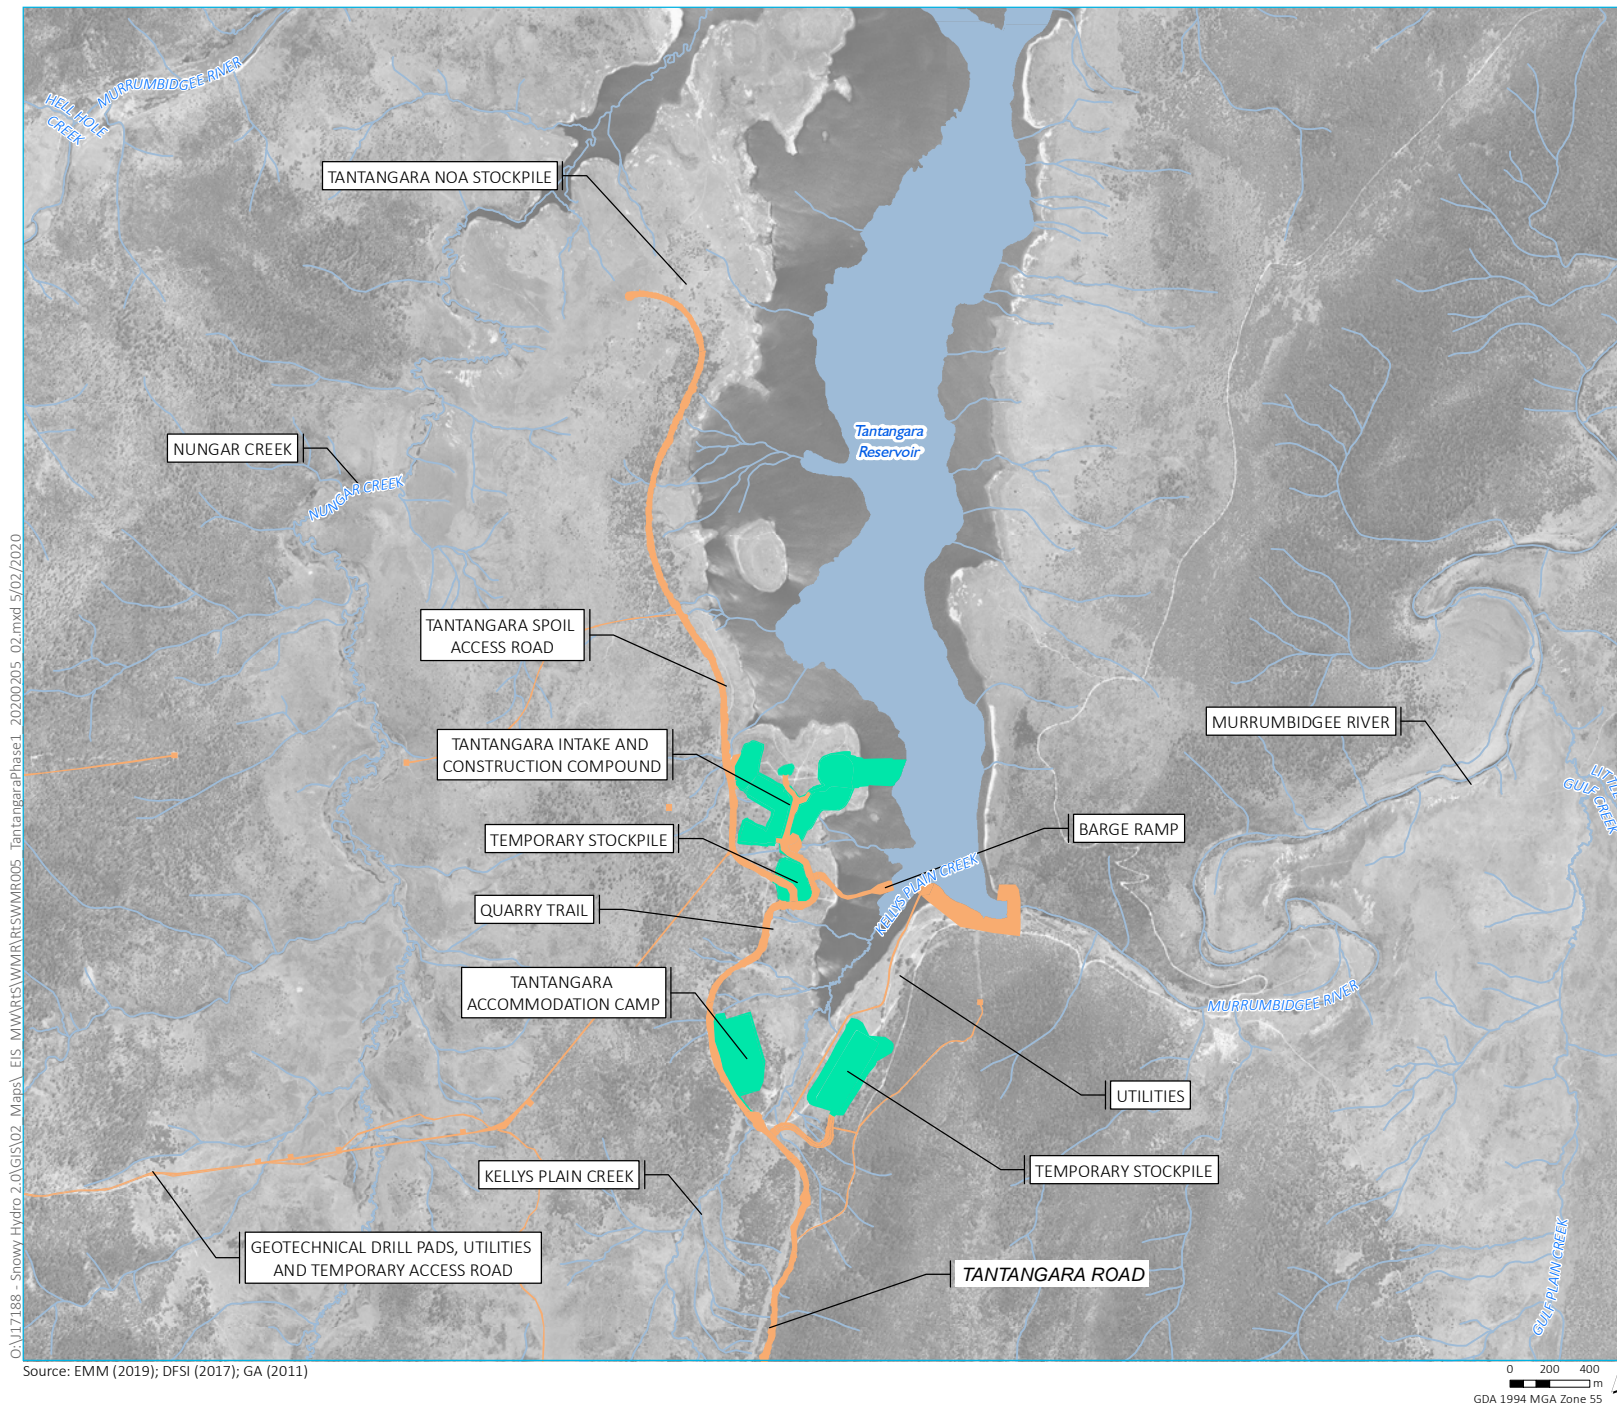 MURRUMBIDGEE RIVER
HELL HOLE
CREEK
TANTANGARA NOA STOCKPILE
Tantangara
Reservoir
NUNGAR CREEK
NUNGAR CREEK
TANTANGARA SPOIL
ACCESS ROAD
TANTANGARA INTAKE AND
CONSTRUCTION COMPOUND
MURRUMBIDGEE RIVER
LITTLE
GULF CREEK
TEMPORARY STOCKPILE
BARGE RAMP
KELLYS PLAIN CREEK
QUARRY TRAIL
TANTANGARA
ACCOMMODATION CAMP
MURRUMBIDGEE RIVER
UTILITIES
TEMPORARY STOCKPILE
KELLYS PLAIN CREEK
GEOTECHNICAL DRILL PADS, UTILITIES
AND TEMPORARY ACCESS ROAD
TANTANGARA ROAD
GULF PLAIN CREEK
O:\J17188 - Snowy Hydro 2.0\GIS\02_Maps\_EIS_MW\RtS\WMR\RtSWMR005_TantangaraPhase1_20200205_02.mxd 5/02/2020
Source: EMM (2019); DFSI (2017); GA (2011)
0 200 400
m
GDA 1994 MGA Zone 55